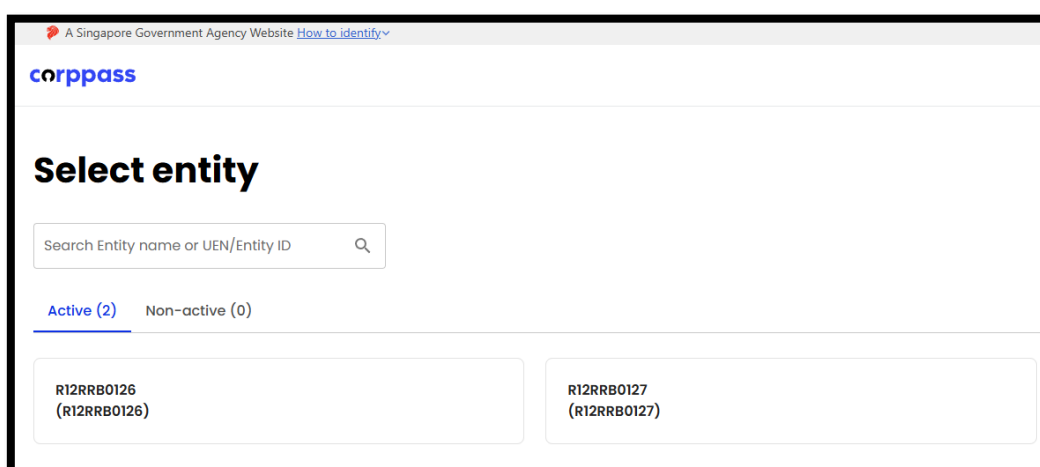 A Singapore Government Agency Website How to identify
corppass
Select entity
Search Entity name or UEN/Entity ID
Active (2) Non-active (0)
R12RRB0126 R12RRB0127
(R12RRB0126) (R12RRB0127)